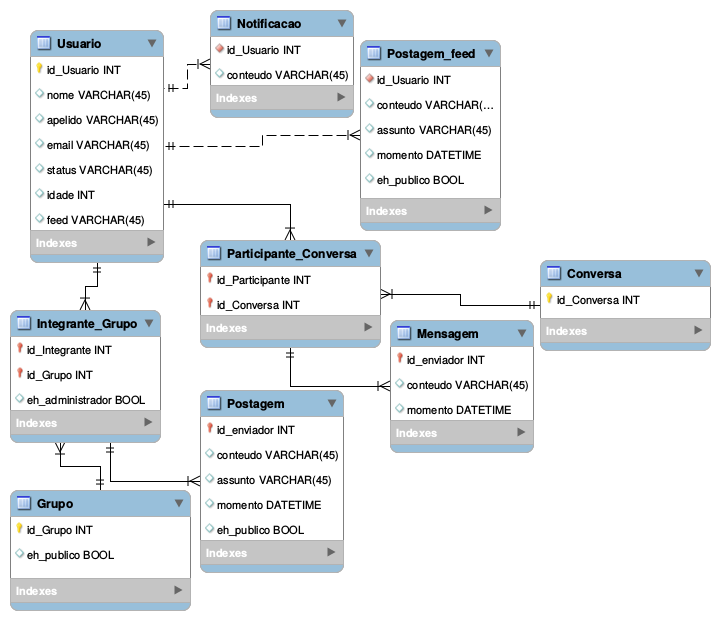 Usuario
id_Usuario INT
nome VARCHAR(45)
apelido VARCHAR(45)
email VARCHAR(45)
status VARCHAR(45)
idade INT
feed VARCHAR(45)
Indexes
Notificacao
id_Usuario INT
conteudo VARCHAR(45)
Indexes
Postagem_feed
id_Usuario INT
conteudo VARCHAR(...
assunto VARCHAR(45)
momento DATETIME
eh_publico BOOL
Indexes
Participante_Conversa
id_Participante INT
id_Conversa INT
Indexes
Conversa
id_Conversa INT
Indexes
Integrante_Grupo
id_Integrante INT
id_Grupo INT
eh_administrador BOOL
Indexes
Mensagem
id_enviador INT
conteudo VARCHAR(45)
momento DATETIME
Indexes
Postagem
id_enviador INT
conteudo VARCHAR(45)
assunto VARCHAR(45)
momento DATETIME
eh_publico BOOL
Indexes
Grupo
id_Grupo INT
eh_publico BOOL
Indexes